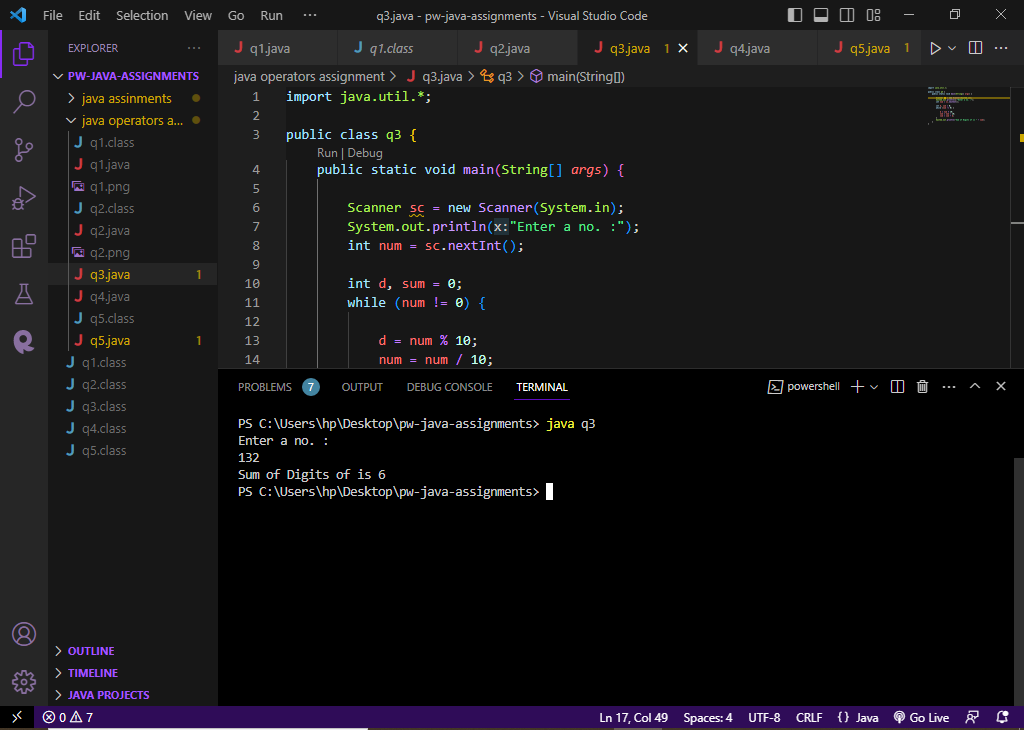 File Edit Selection View Go Run ··· q3.java - pw-java-assignments - Visual Studio Code
EXPLORER ···
PW-JAVA-ASSIGNMENTS
java assinments
java operators a...
q1.class
q1.java
q1.png
q2.class
q2.java
q2.png
q3.java 1
q4.java
q5.class
q5.java 1
q1.class
q2.class
q3.class
q4.class
q5.class
OUTLINE
TIMELINE
JAVA PROJECTS
q1.java q1.class q2.java q3.java 1 q4.java q5.java 1
java operators assignment > q3.java > q3 > main(String[])
1 import java.util.*;
2
3 public class q3 {
Run | Debug
4 public static void main(String[] args) {
5
6 Scanner sc = new Scanner(System.in);
7 System.out.println(x:"Enter a no. :");
8 int num = sc.nextInt();
9
10 int d, sum = 0;
11 while (num != 0) {
12
13 d = num % 10;
14 num = num / 10;
PROBLEMS 7 OUTPUT DEBUG CONSOLE TERMINAL powershell
PS C:\Users\hp\Desktop\pw-java-assignments> java q3
Enter a no. :
132
Sum of Digits of is 6
PS C:\Users\hp\Desktop\pw-java-assignments>
0 7 Ln 17, Col 49 Spaces: 4 UTF-8 CRLF {} Java Go Live